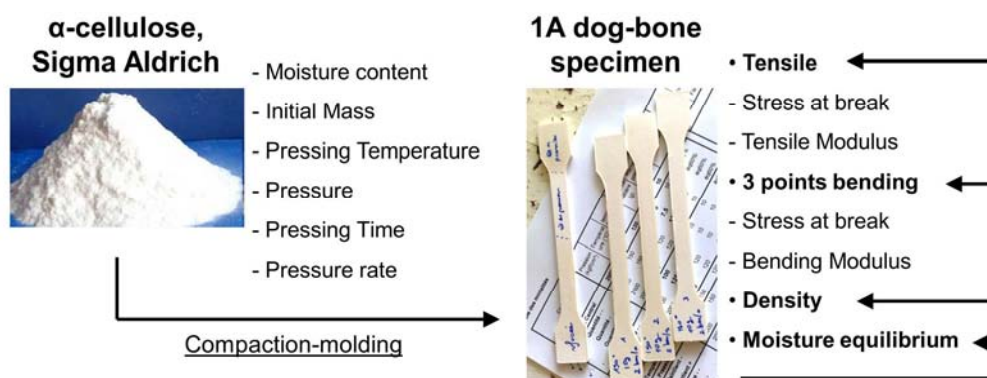 α-cellulose,
Sigma Aldrich
- Moisture content
- Initial Mass
- Pressing Temperature
- Pressure
- Pressing Time
- Pressure rate
Compaction-molding
1A dog-bone
specimen
• Tensile
- Stress at break
- Tensile Modulus
• 3 points bending
- Stress at break
- Bending Modulus
• Density
• Moisture equilibrium